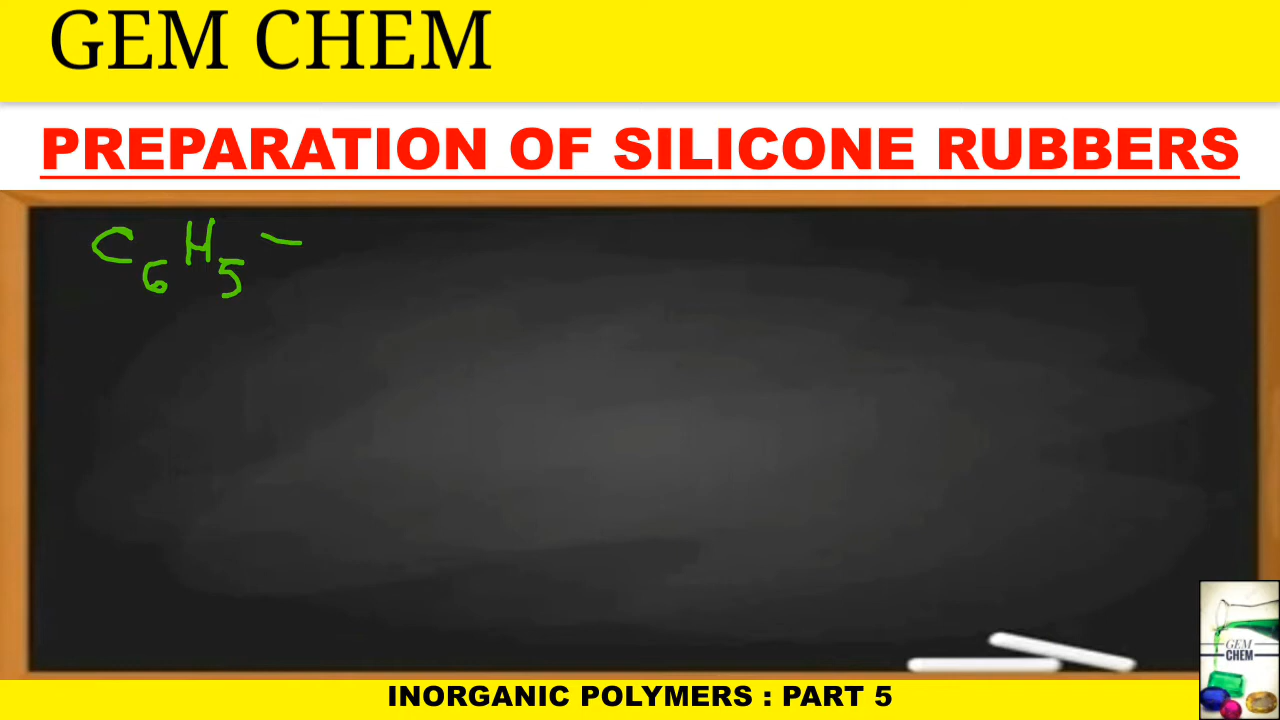 GEM CHEM
PREPARATION OF SILICONE RUBBERS
C₆H₅ –
GEM
CHEM
INORGANIC POLYMERS : PART 5